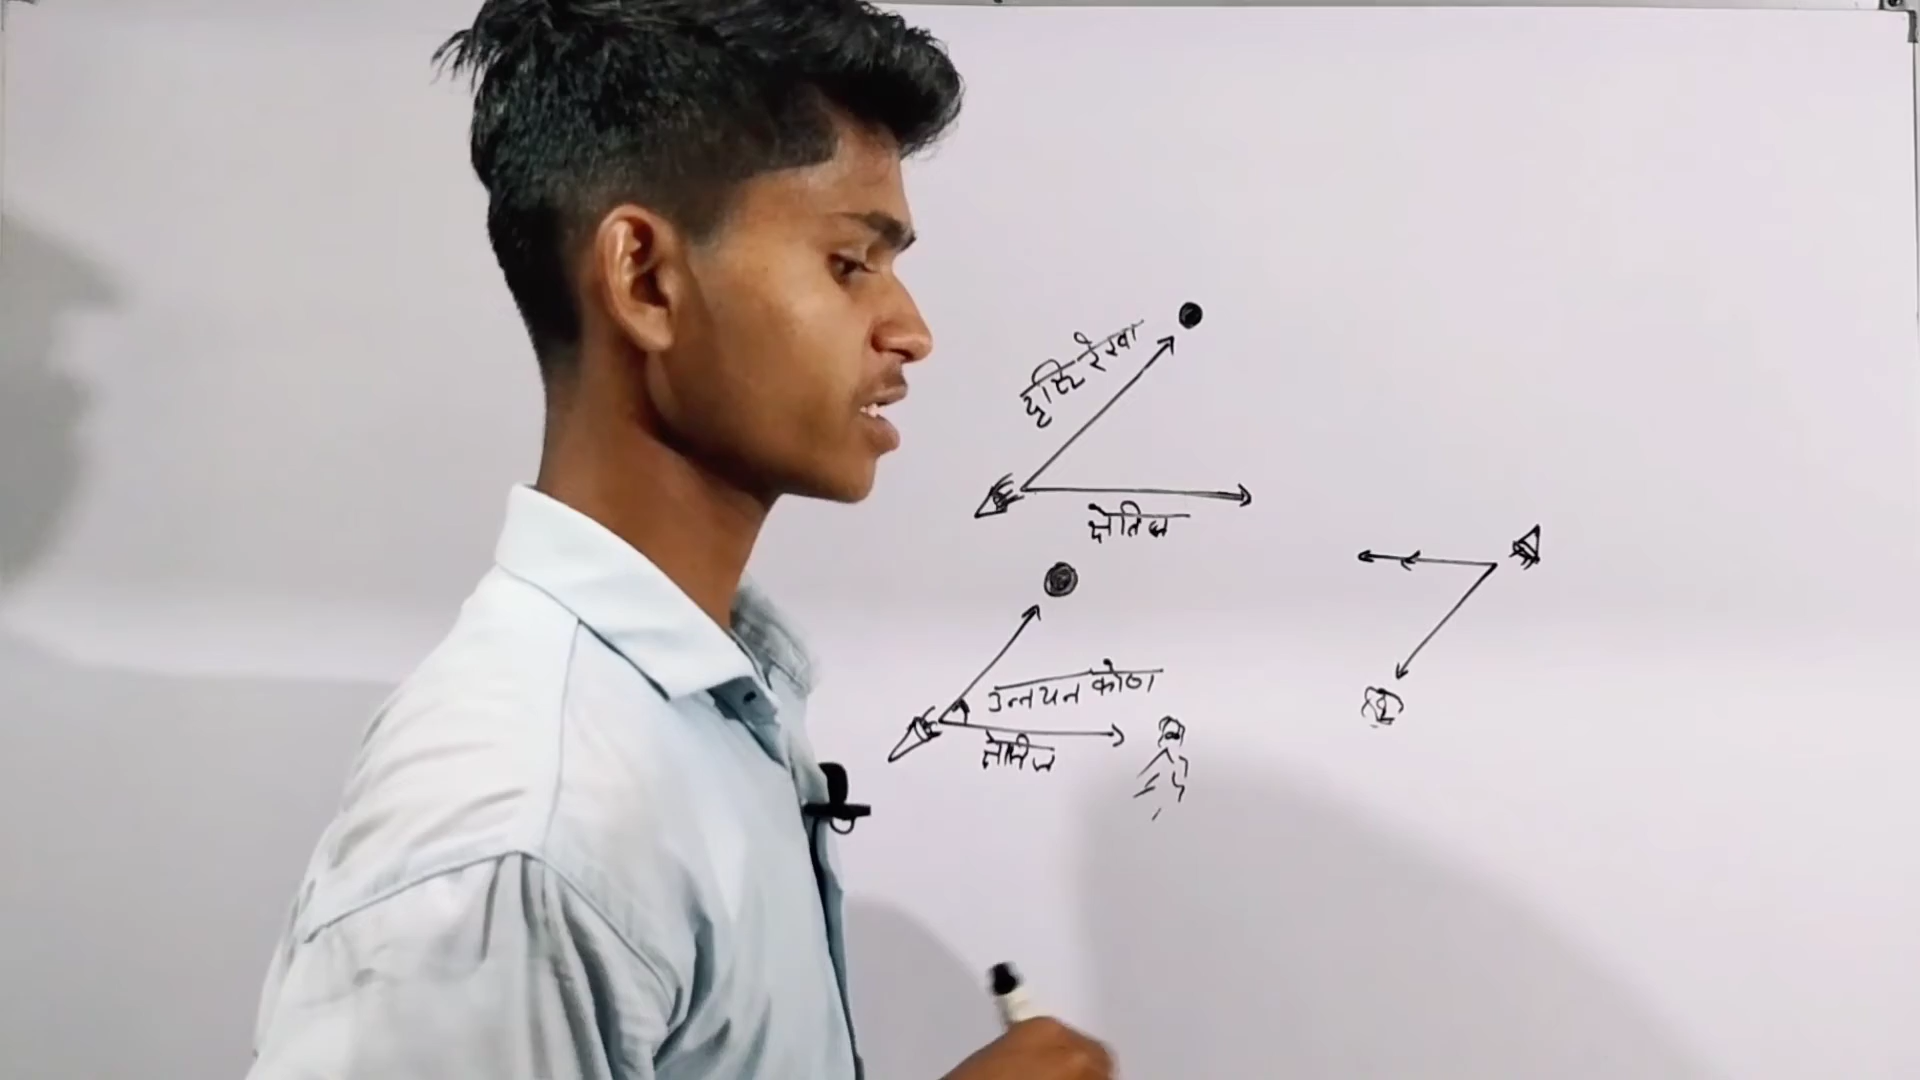 दृष्टि रेखा
क्षैतिज
उन्नयन कोण
क्षैतिज